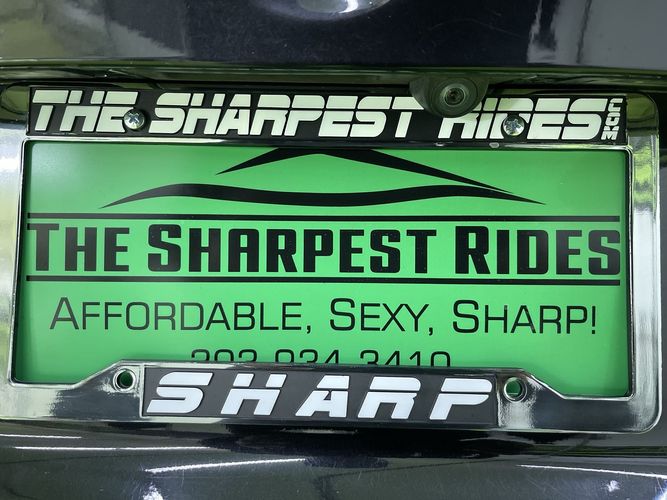 THE SHARPEST RIDES.COM
THE SHARPEST RIDES
AFFORDABLE, SEXY, SHARP!
SHARP